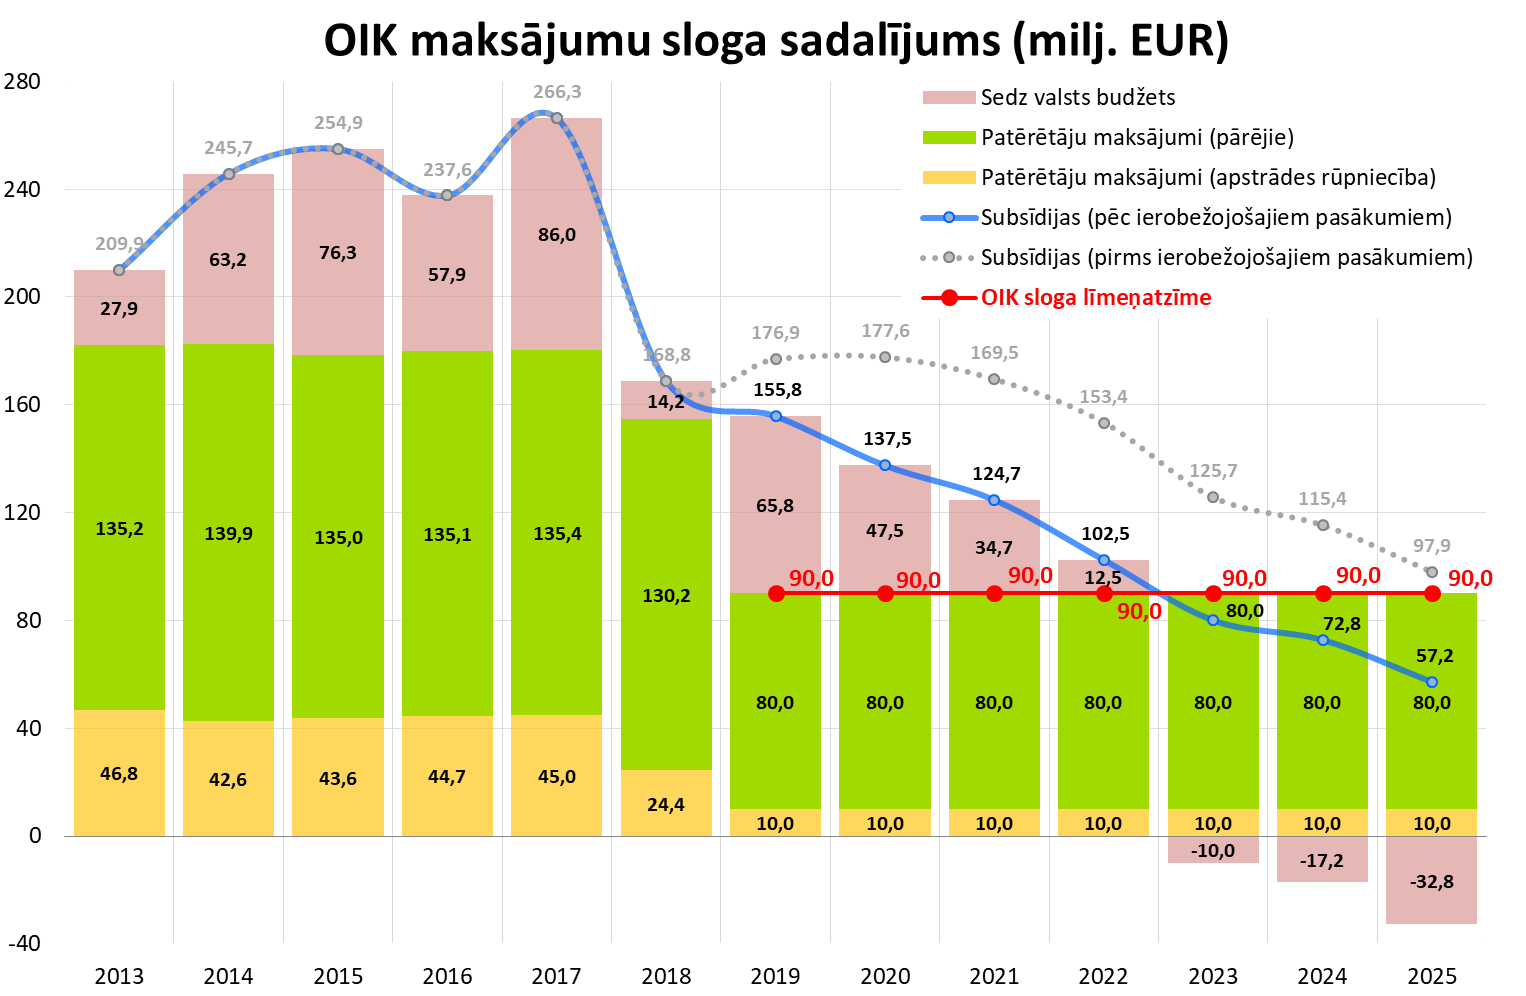 OIK maksājumu sloga sadalījums (milj. EUR)
280
240
200
160
120
80
40
0
-40
Sedz valsts budžets
Patērētāju maksājumi (pārējie)
Patērētāju maksājumi (apstrādes rūpniecība)
Subsīdijas (pēc ierobežojošajiem pasākumiem)
Subsīdijas (pirms ierobežojošajiem pasākumiem)
OIK sloga līmeņatzīme
209,9 245,7 254,9 237,6 266,3 168,8 176,9 177,6 169,5 153,4 125,7 115,4 97,9
155,8 137,5 124,7 102,5 80,0 72,8 57,2
27,9 63,2 76,3 57,9 86,0 14,2 65,8 47,5 34,7 12,5 -10,0 -17,2 -32,8
90,0 90,0 90,0 90,0 90,0 90,0 90,0
135,2 139,9 135,0 135,1 135,4 130,2 80,0 80,0 80,0 80,0 80,0 80,0 80,0
46,8 42,6 43,6 44,7 45,0 24,4 10,0 10,0 10,0 10,0 10,0 10,0 10,0
2013 2014 2015 2016 2017 2018 2019 2020 2021 2022 2023 2024 2025